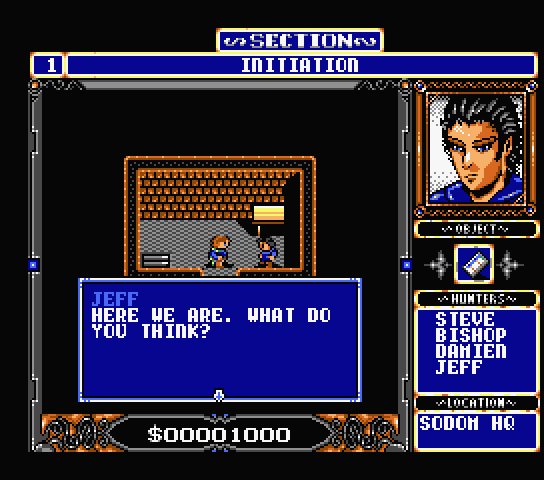 SECTION
1 INITIATION
OBJECT
HUNTERS
STEVE
BISHOP
DAMIEN
JEFF
LOCATION
SODOM HQ
JEFF
HERE WE ARE. WHAT DO
YOU THINK?
$00001000